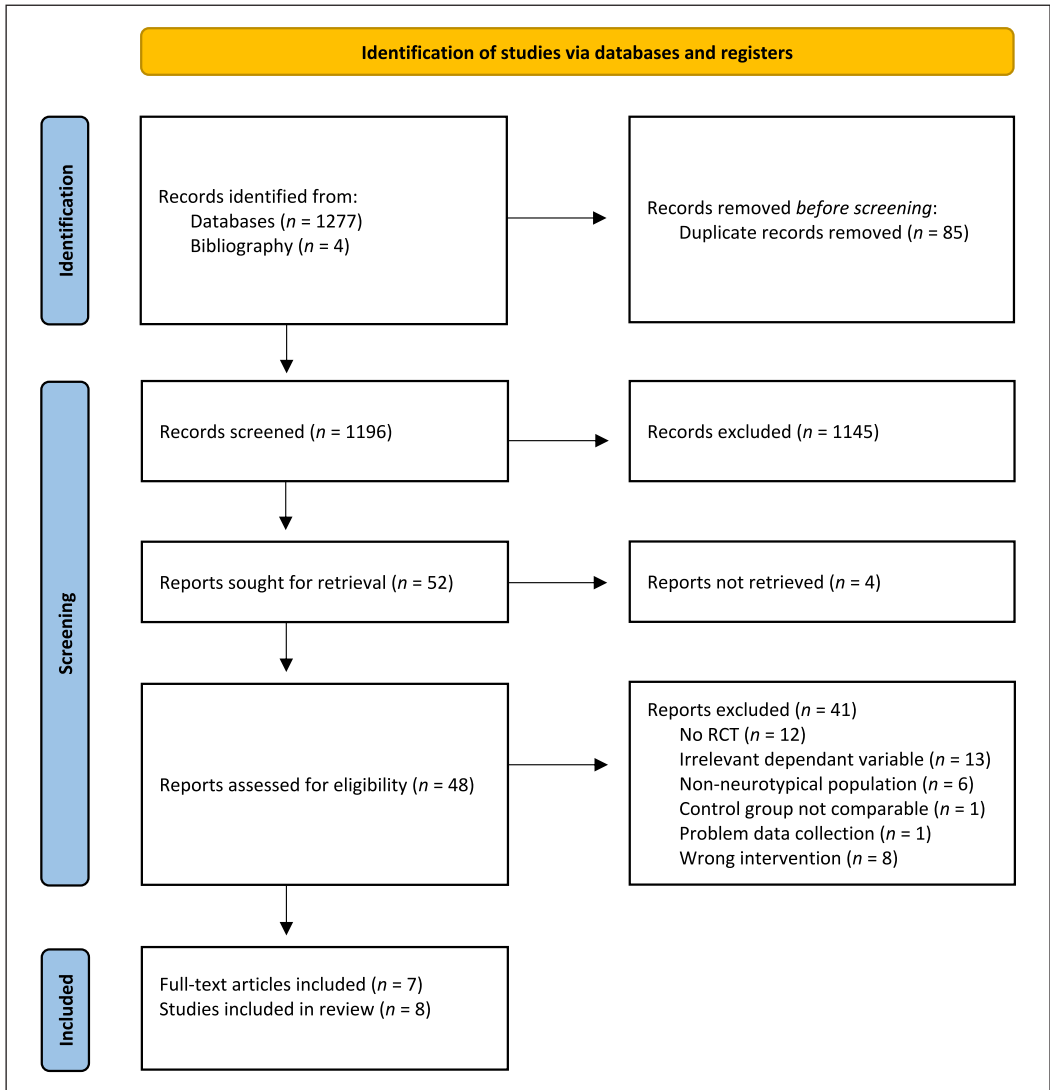 Identification of studies via databases and registers
Identification
Records identified from:
Databases (n = 1277)
Bibliography (n = 4)
Records removed before screening:
Duplicate records removed (n = 85)
Screening
Records screened (n = 1196)
Records excluded (n = 1145)
Reports sought for retrieval (n = 52)
Reports not retrieved (n = 4)
Reports assessed for eligibility (n = 48)
Reports excluded (n = 41)
No RCT (n = 12)
Irrelevant dependant variable (n = 13)
Non-neurotypical population (n = 6)
Control group not comparable (n = 1)
Problem data collection (n = 1)
Wrong intervention (n = 8)
Included
Full-text articles included (n = 7)
Studies included in review (n = 8)